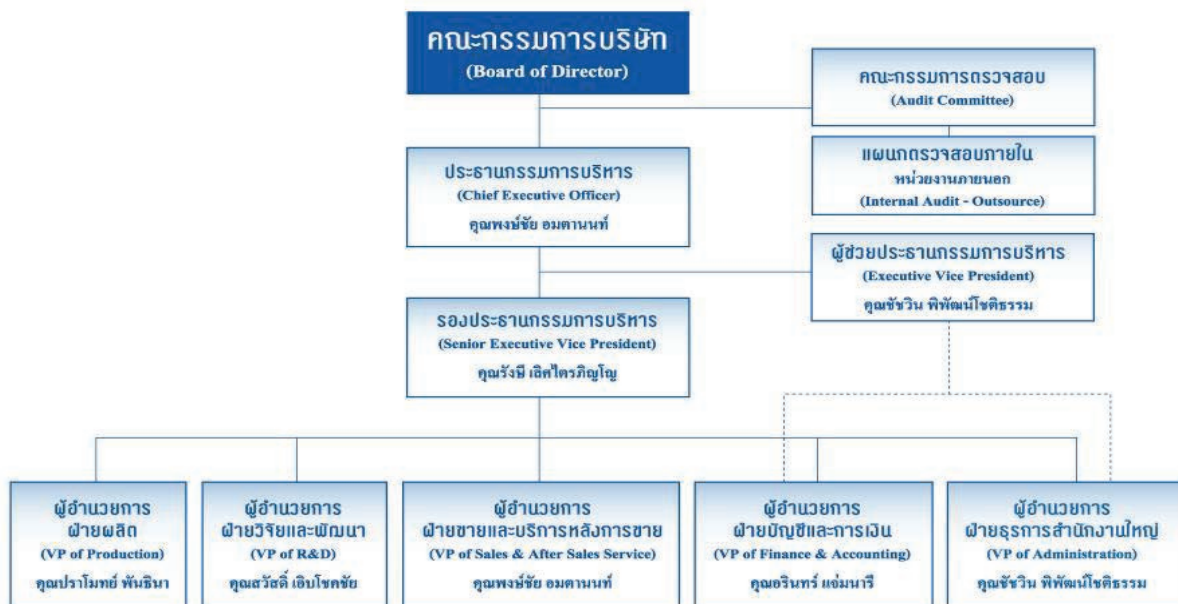 คณะกรรมการบริษัท
(Board of Director)
คณะกรรมการตรวจสอบ
(Audit Committee)
แผนกตรวจสอบภายใน
หน่วยงานภายนอก
(Internal Audit - Outsource)
ประธานกรรมการบริหาร
(Chief Executive Officer)
คุณพงษ์ชัย อมตานนท์
ผู้ช่วยประธานกรรมการบริหาร
(Executive Vice President)
คุณชัชวิน พิพัฒน์โชติธรรม
รองประธานกรรมการบริหาร
(Senior Executive Vice President)
คุณรังษี เลิศไตรภิญโญ
ผู้อำนวยการ
ฝ่ายผลิต
(VP of Production)
คุณปราโมทย์ พันธินา
ผู้อำนวยการ
ฝ่ายวิจัยและพัฒนา
(VP of R&D)
คุณสวัสดิ์ เอิบโชคชัย
ผู้อำนวยการ
ฝ่ายขายและบริการหลังการขาย
(VP of Sales & After Sales Service)
คุณพงษ์ชัย อมตานนท์
ผู้อำนวยการ
ฝ่ายบัญชีและการเงิน
(VP of Finance & Accounting)
คุณอรินทร์ แจ่มนารี
ผู้อำนวยการ
ฝ่ายธุรการสำนักงานใหญ่
(VP of Administration)
คุณชัชวิน พิพัฒน์โชติธรรม